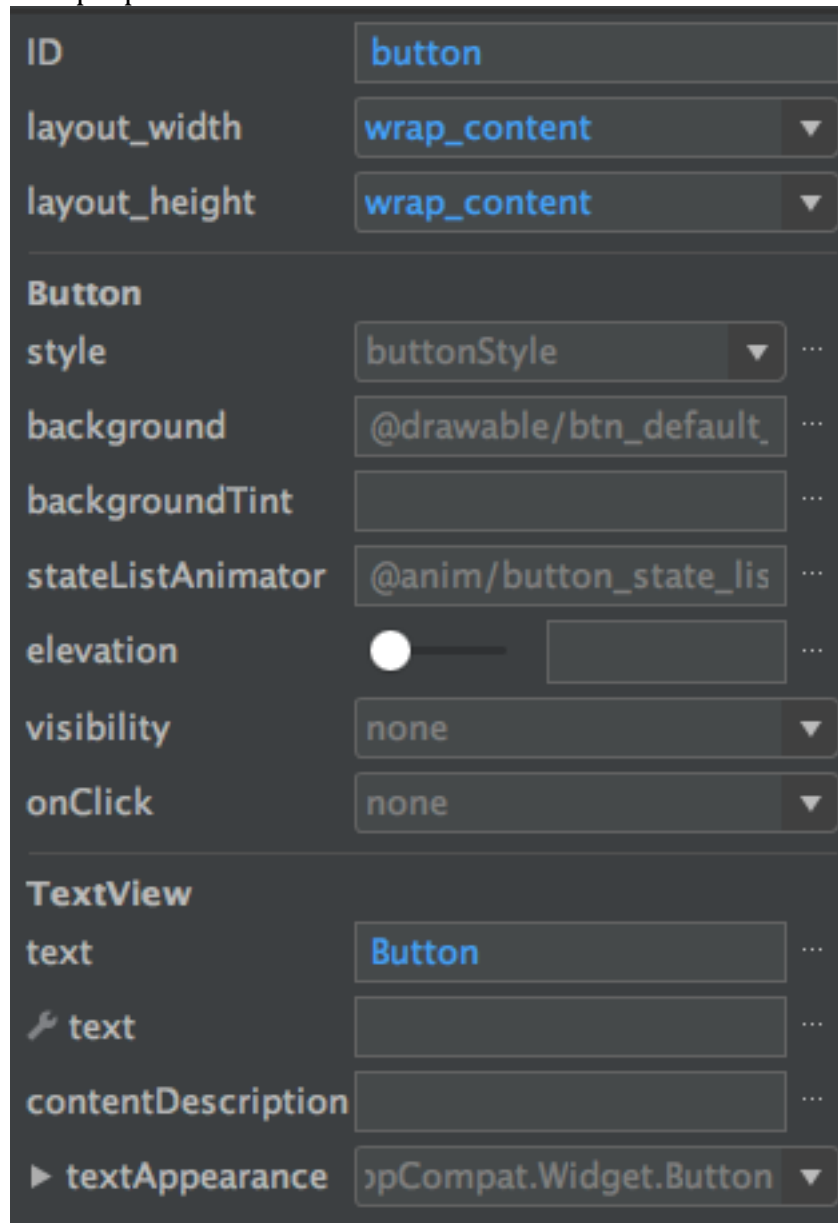 ID button
layout_width wrap_content
layout_height wrap_content
Button
style buttonStyle ...
background @drawable/btn_default_ ...
backgroundTint ...
stateListAnimator @anim/button_state_lis ...
elevation ...
visibility none
onClick none
TextView
text Button ...
text ...
contentDescription ...
textAppearance ppCompat.Widget.Button